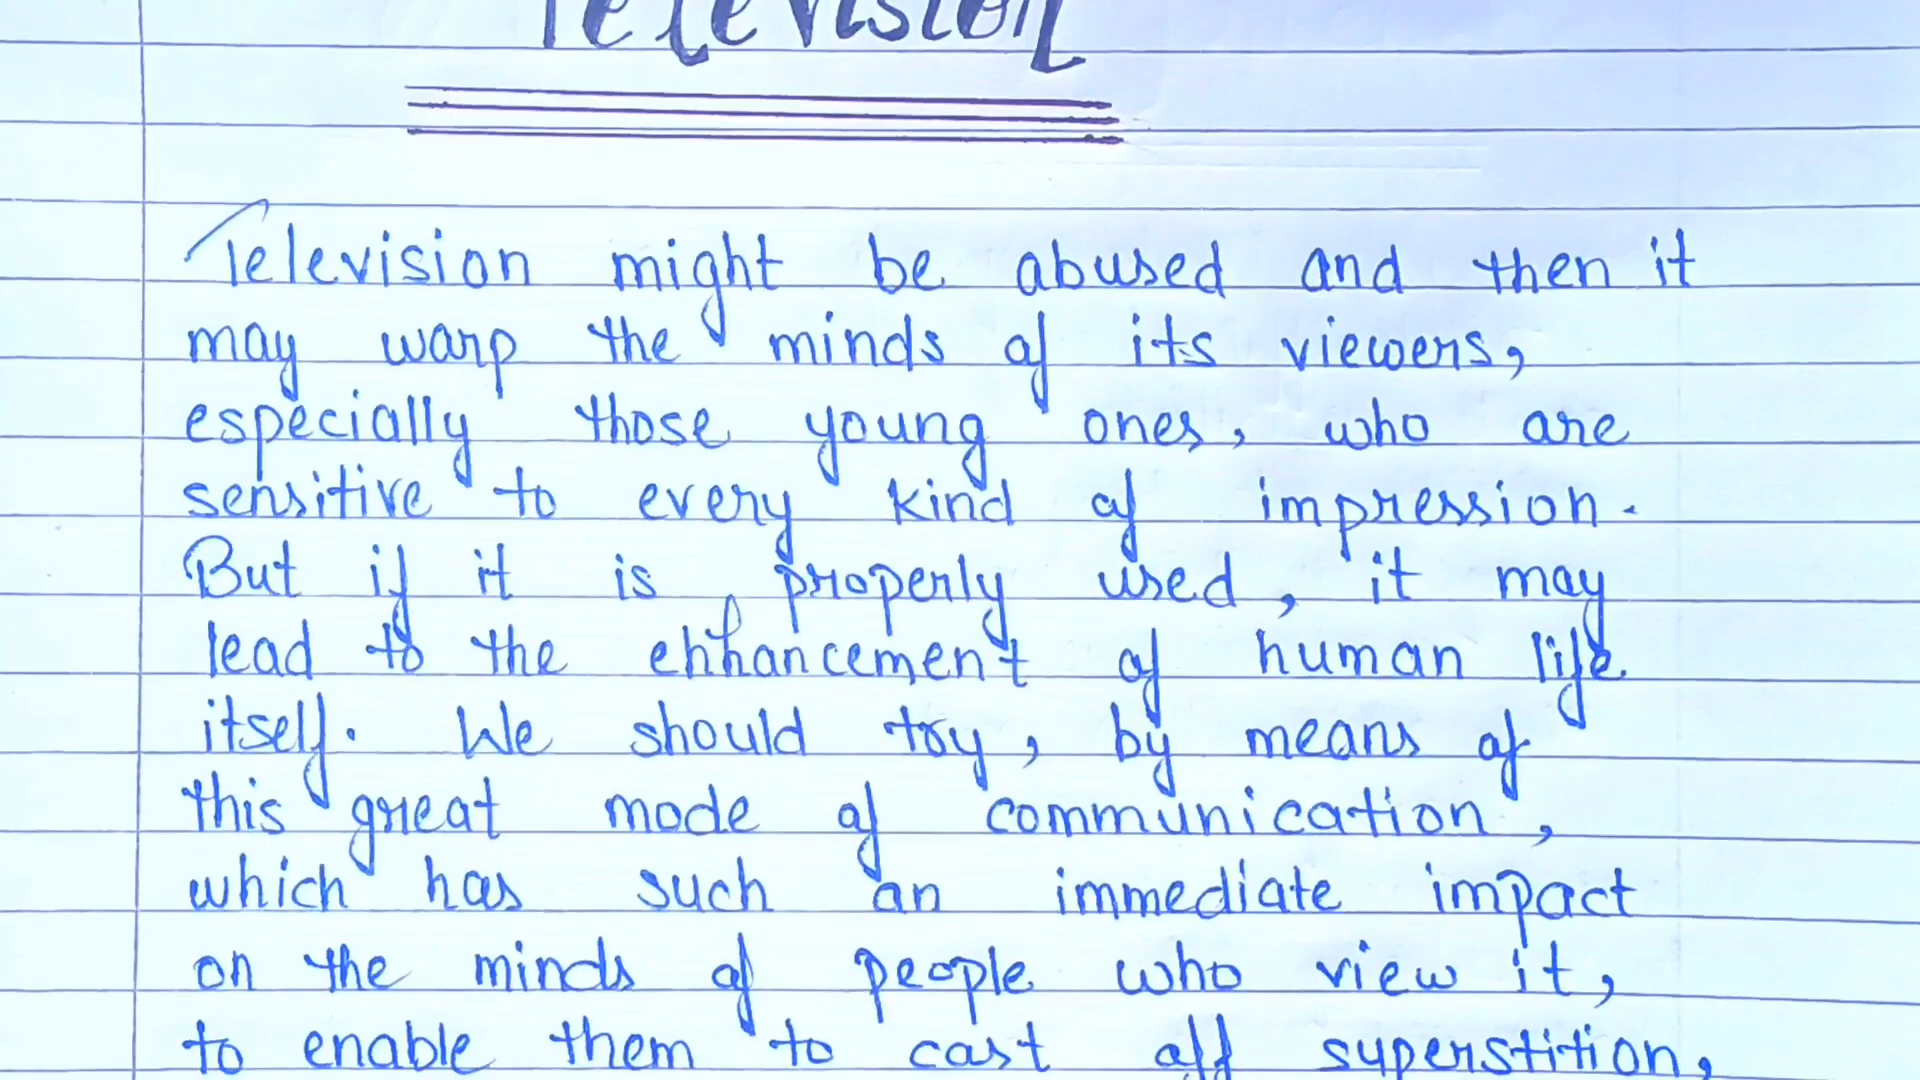 Television
Television might be abused and then it
may warp the minds of its viewers,
especially those young ones, who are
sensitive to every kind of impression.
But if it is properly used, it may
lead to the enhancement of human life
itself. We should try, by means of
this great mode of communication,
which has such an immediate impact
on the minds of people who view it,
to enable them to cast off superstition,